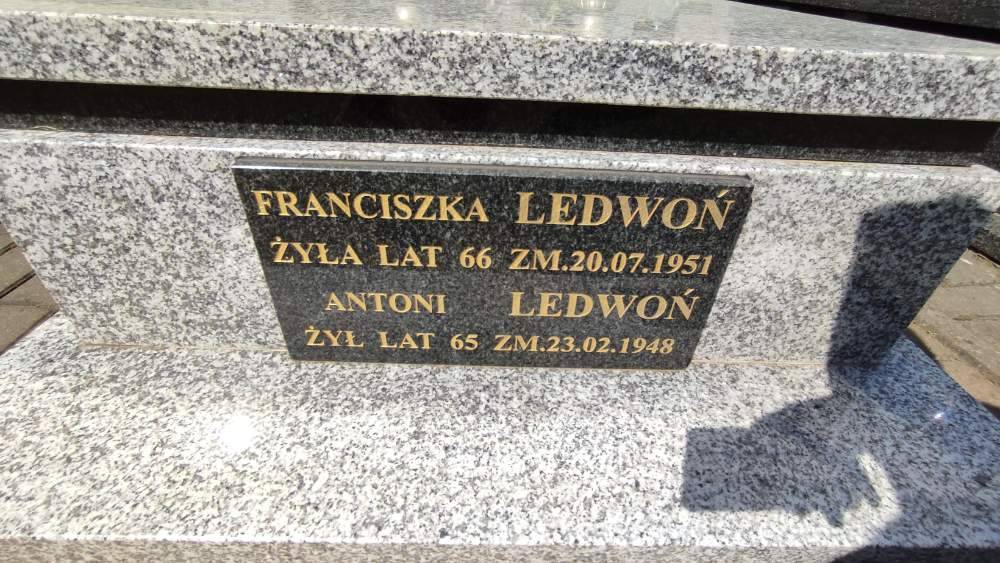 FRANCISZKA LEDWOŃ
ŻYŁA LAT 66 ZM.20.07.1951
ANTONI LEDWOŃ
ŻYŁ LAT 65 ZM.23.02.1948